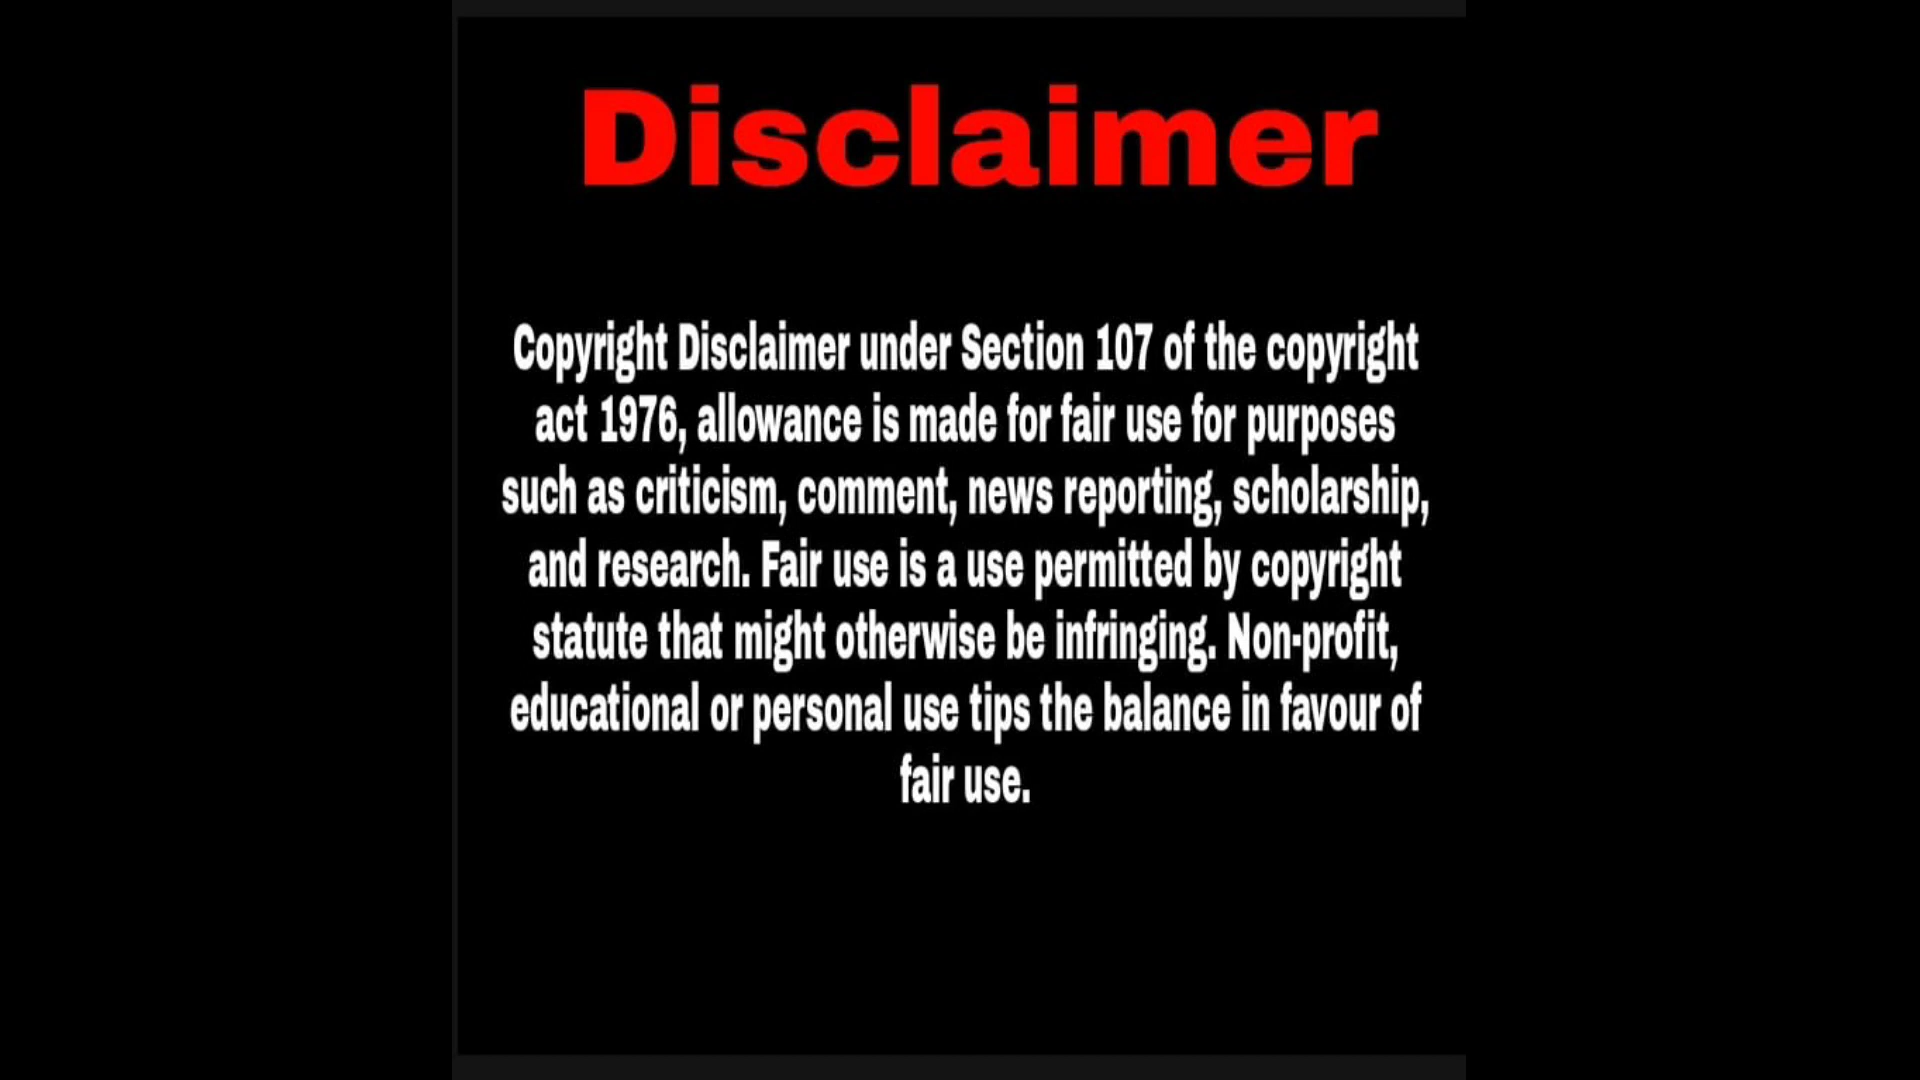 Disclaimer
Copyright Disclaimer under Section 107 of the copyright
act 1976, allowance is made for fair use for purposes
such as criticism, comment, news reporting, scholarship,
and research. Fair use is a use permitted by copyright
statute that might otherwise be infringing. Non-profit,
educational or personal use tips the balance in favour of
fair use.